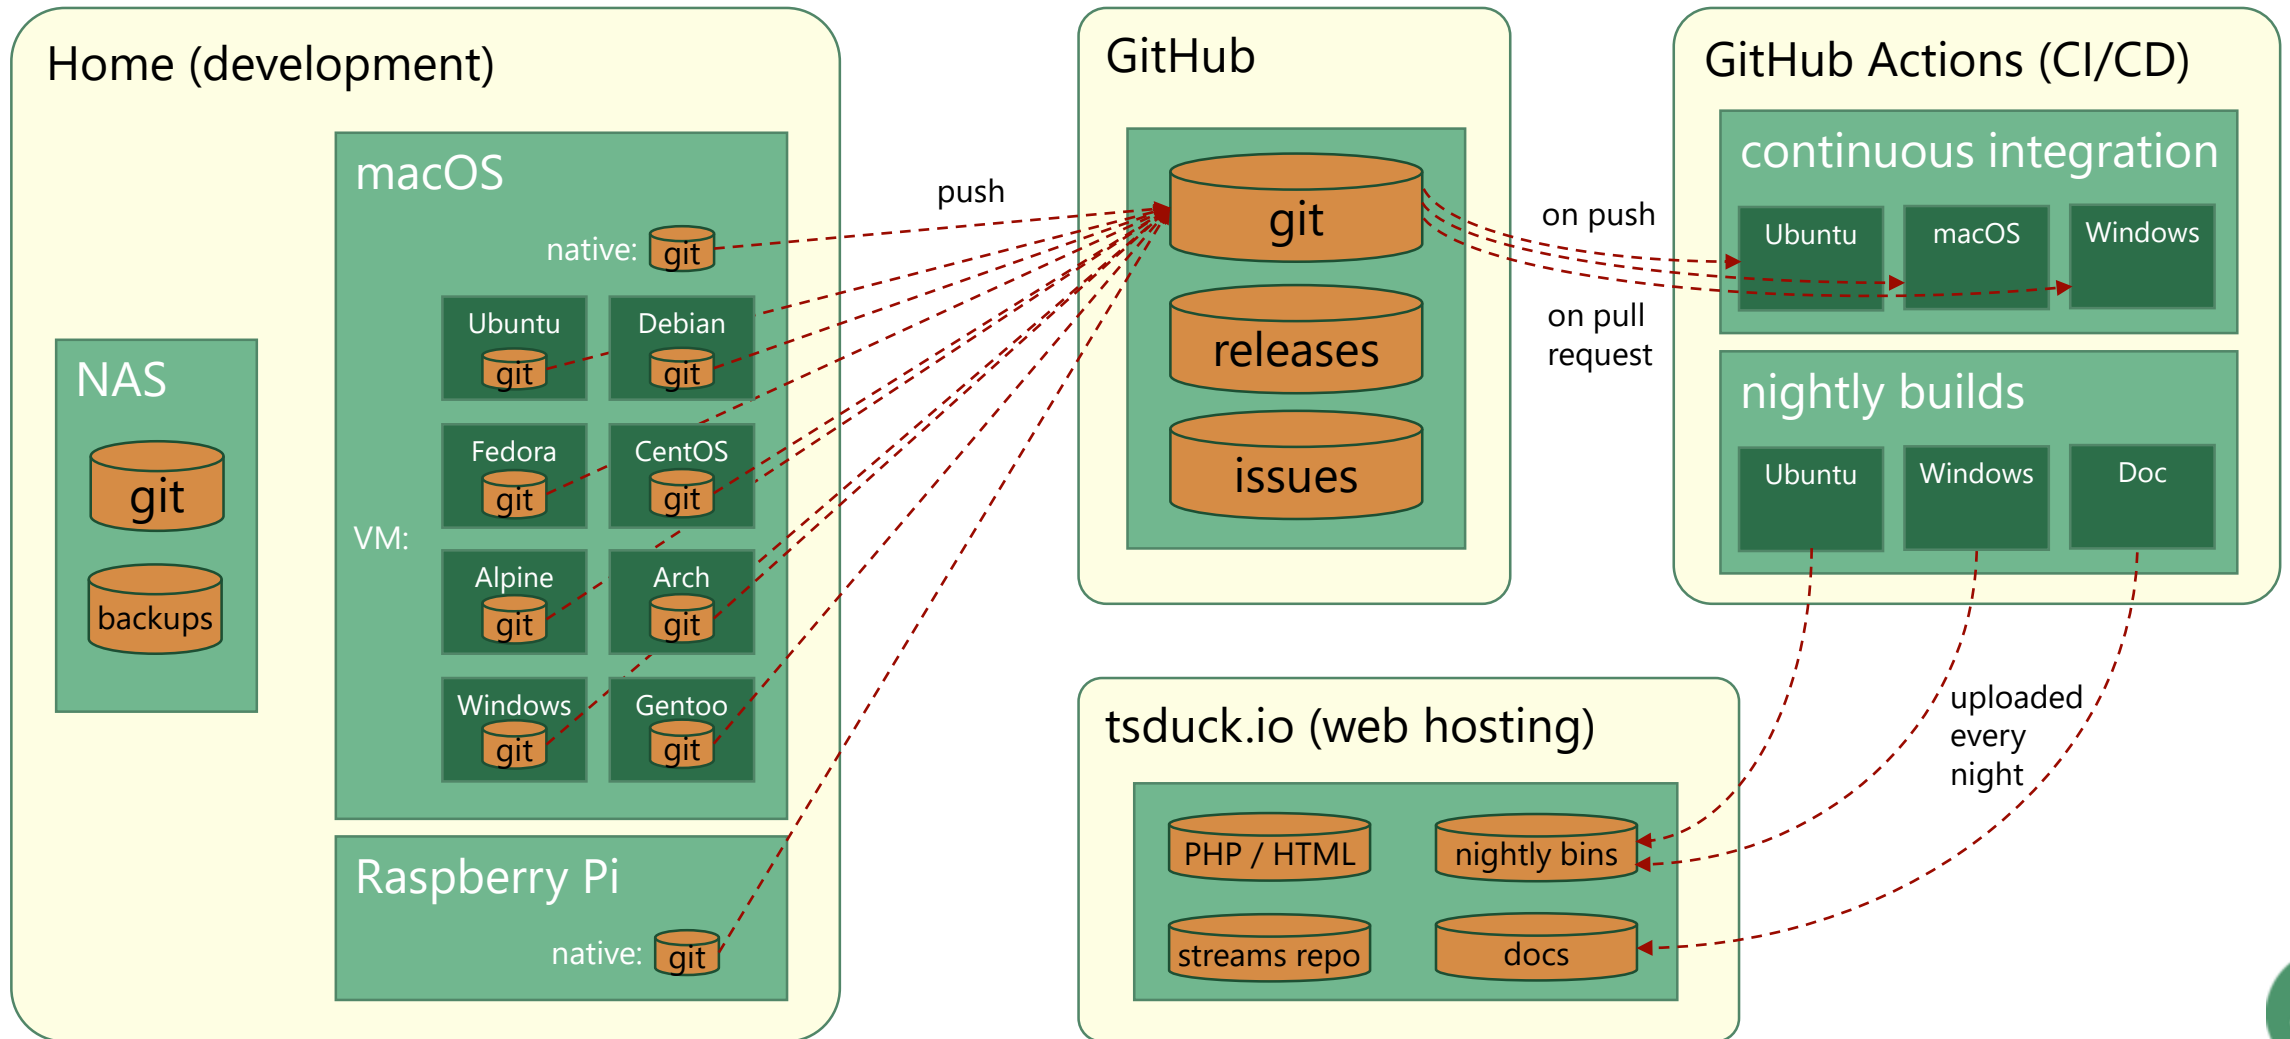 Home (development)
NAS
git
backups
macOS
native:
git
VM:
Ubuntu
git
Debian
git
Fedora
git
CentOS
git
Alpine
git
Arch
git
Windows
git
Gentoo
git
Raspberry Pi
native:
git
push
GitHub
git
releases
issues
on push
on pull
request
GitHub Actions (CI/CD)
continuous integration
Ubuntu
macOS
Windows
nightly builds
Ubuntu
Windows
Doc
uploaded
every
night
tsduck.io (web hosting)
PHP / HTML
nightly bins
streams repo
docs